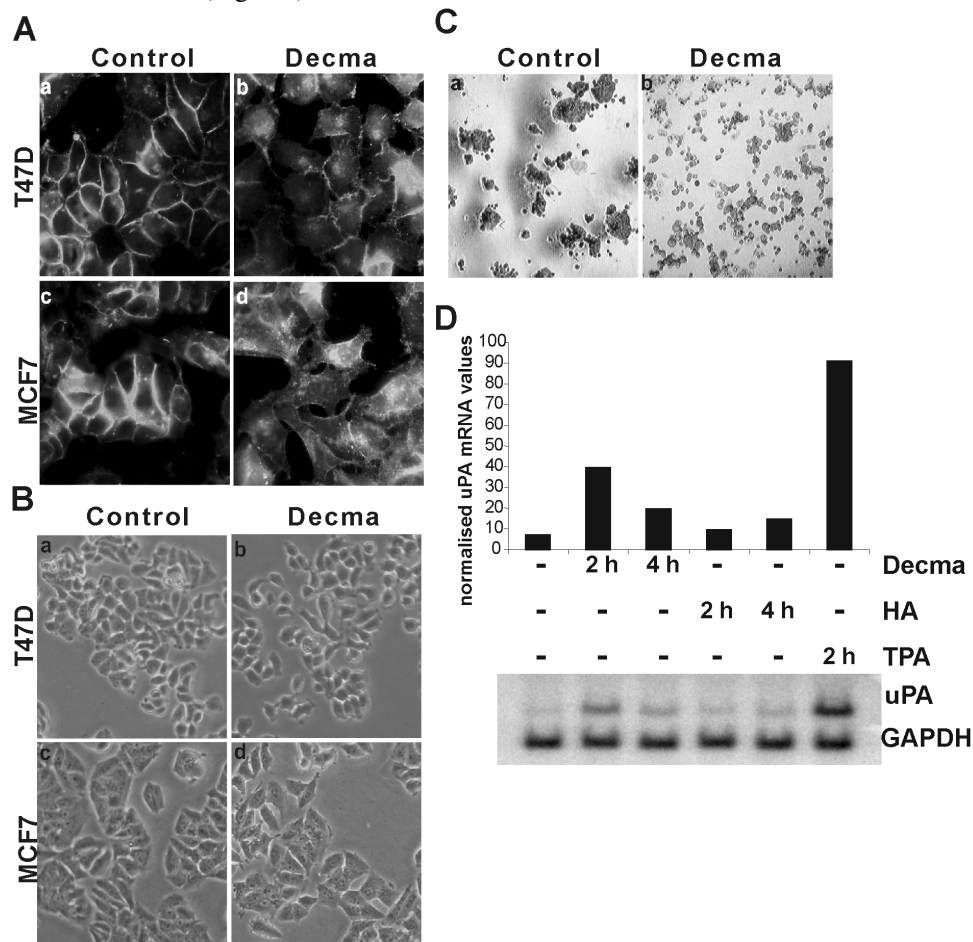 A
Control Decma
a b
T47D
c d
MCF7
B
Control Decma
a b
T47D
c d
MCF7
C
Control Decma
a b
D
normalised uPA mRNA values
100
90
80
70
60
50
40
30
20
10
0
- 2 h 4 h - - - Decma
- - - 2 h 4 h - HA
- - - - - 2 h TPA
uPA
GAPDH